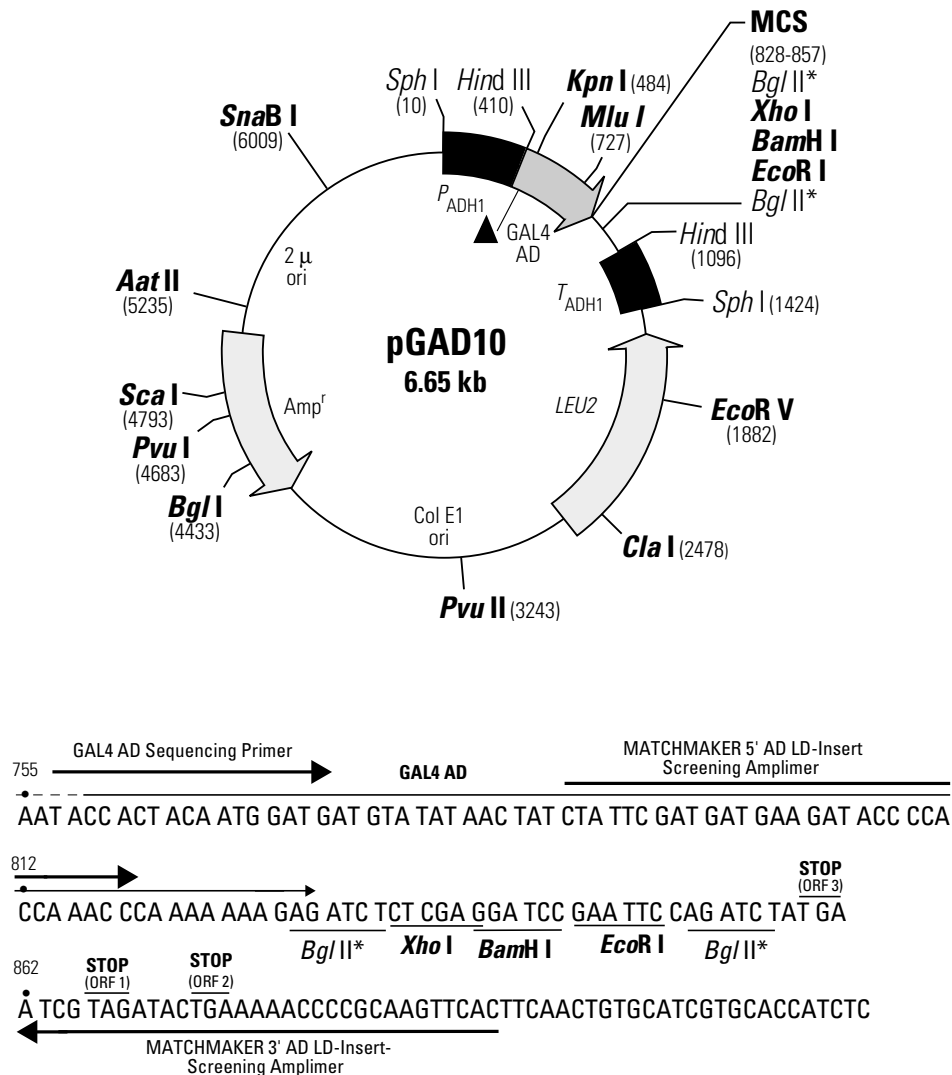 MCS
(828-857)
Bgl II*
Xho I
BamH I
EcoR I
Bgl II*
Sph I
(10)
Hind III
(410)
Kpn I (484)
Mlu I
(727)
SnaB I
(6009)
PADH1
GAL4
AD
Hind III
(1096)
2 μ
ori
Aat II
(5235)
TADH1
Sph I (1424)
pGAD10
6.65 kb
Sca I
(4793)
Ampr
LEU2
EcoR V
(1882)
Pvu I
(4683)
Bgl I
(4433)
Col E1
ori
Cla I (2478)
Pvu II (3243)
GAL4 AD Sequencing Primer
MATCHMAKER 5' AD LD-Insert
Screening Amplimer
755
GAL4 AD
AAT ACC ACT ACA ATG GAT GAT GTA TAT AAC TAT CTA TTC GAT GAT GAA GAT ACC CCA
812
STOP
(ORF 3)
CCA AAC CCA AAA AAA GAG ATC TCT CGA GGA TCC GAA TTC CAG ATC TAT GA
Bgl II*
Xho I
BamH I
EcoR I
Bgl II*
862
STOP
(ORF 1)
STOP
(ORF 2)
A TCG TAGATACTGAAAAACCCCGCAAGTTCACTTCAACTGTGCATCGTGCACCATCTC
MATCHMAKER 3' AD LD-Insert-
Screening Amplimer